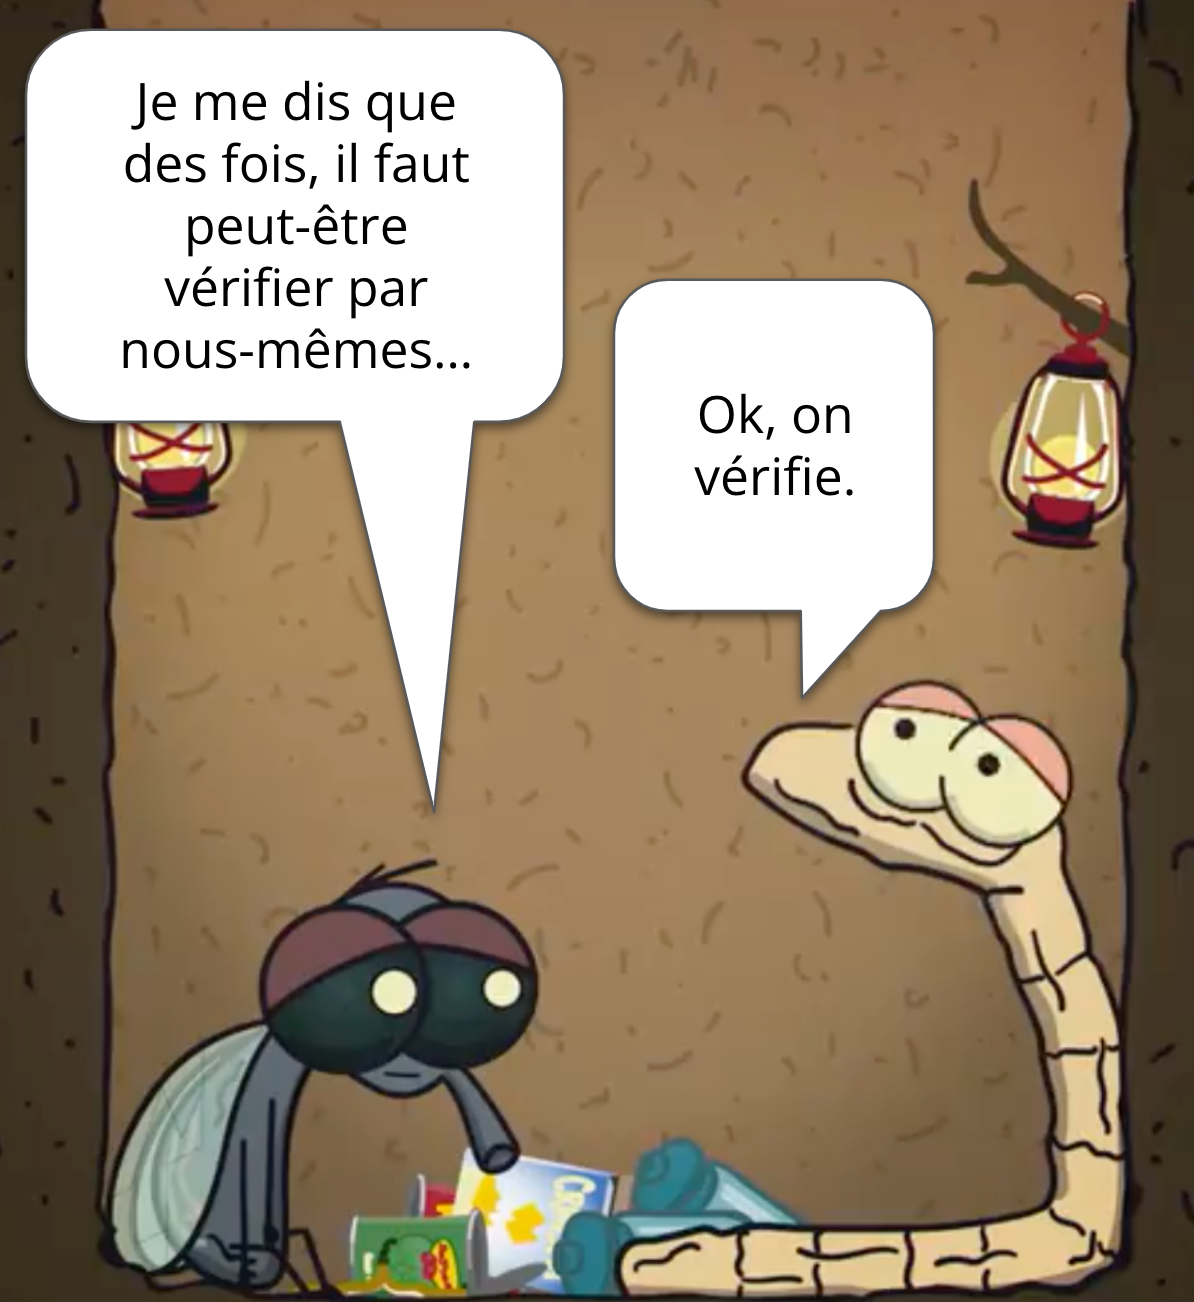 Je me dis que
des fois, il faut
peut-être
vérifier par
nous-mêmes...
Ok, on
vérifie.